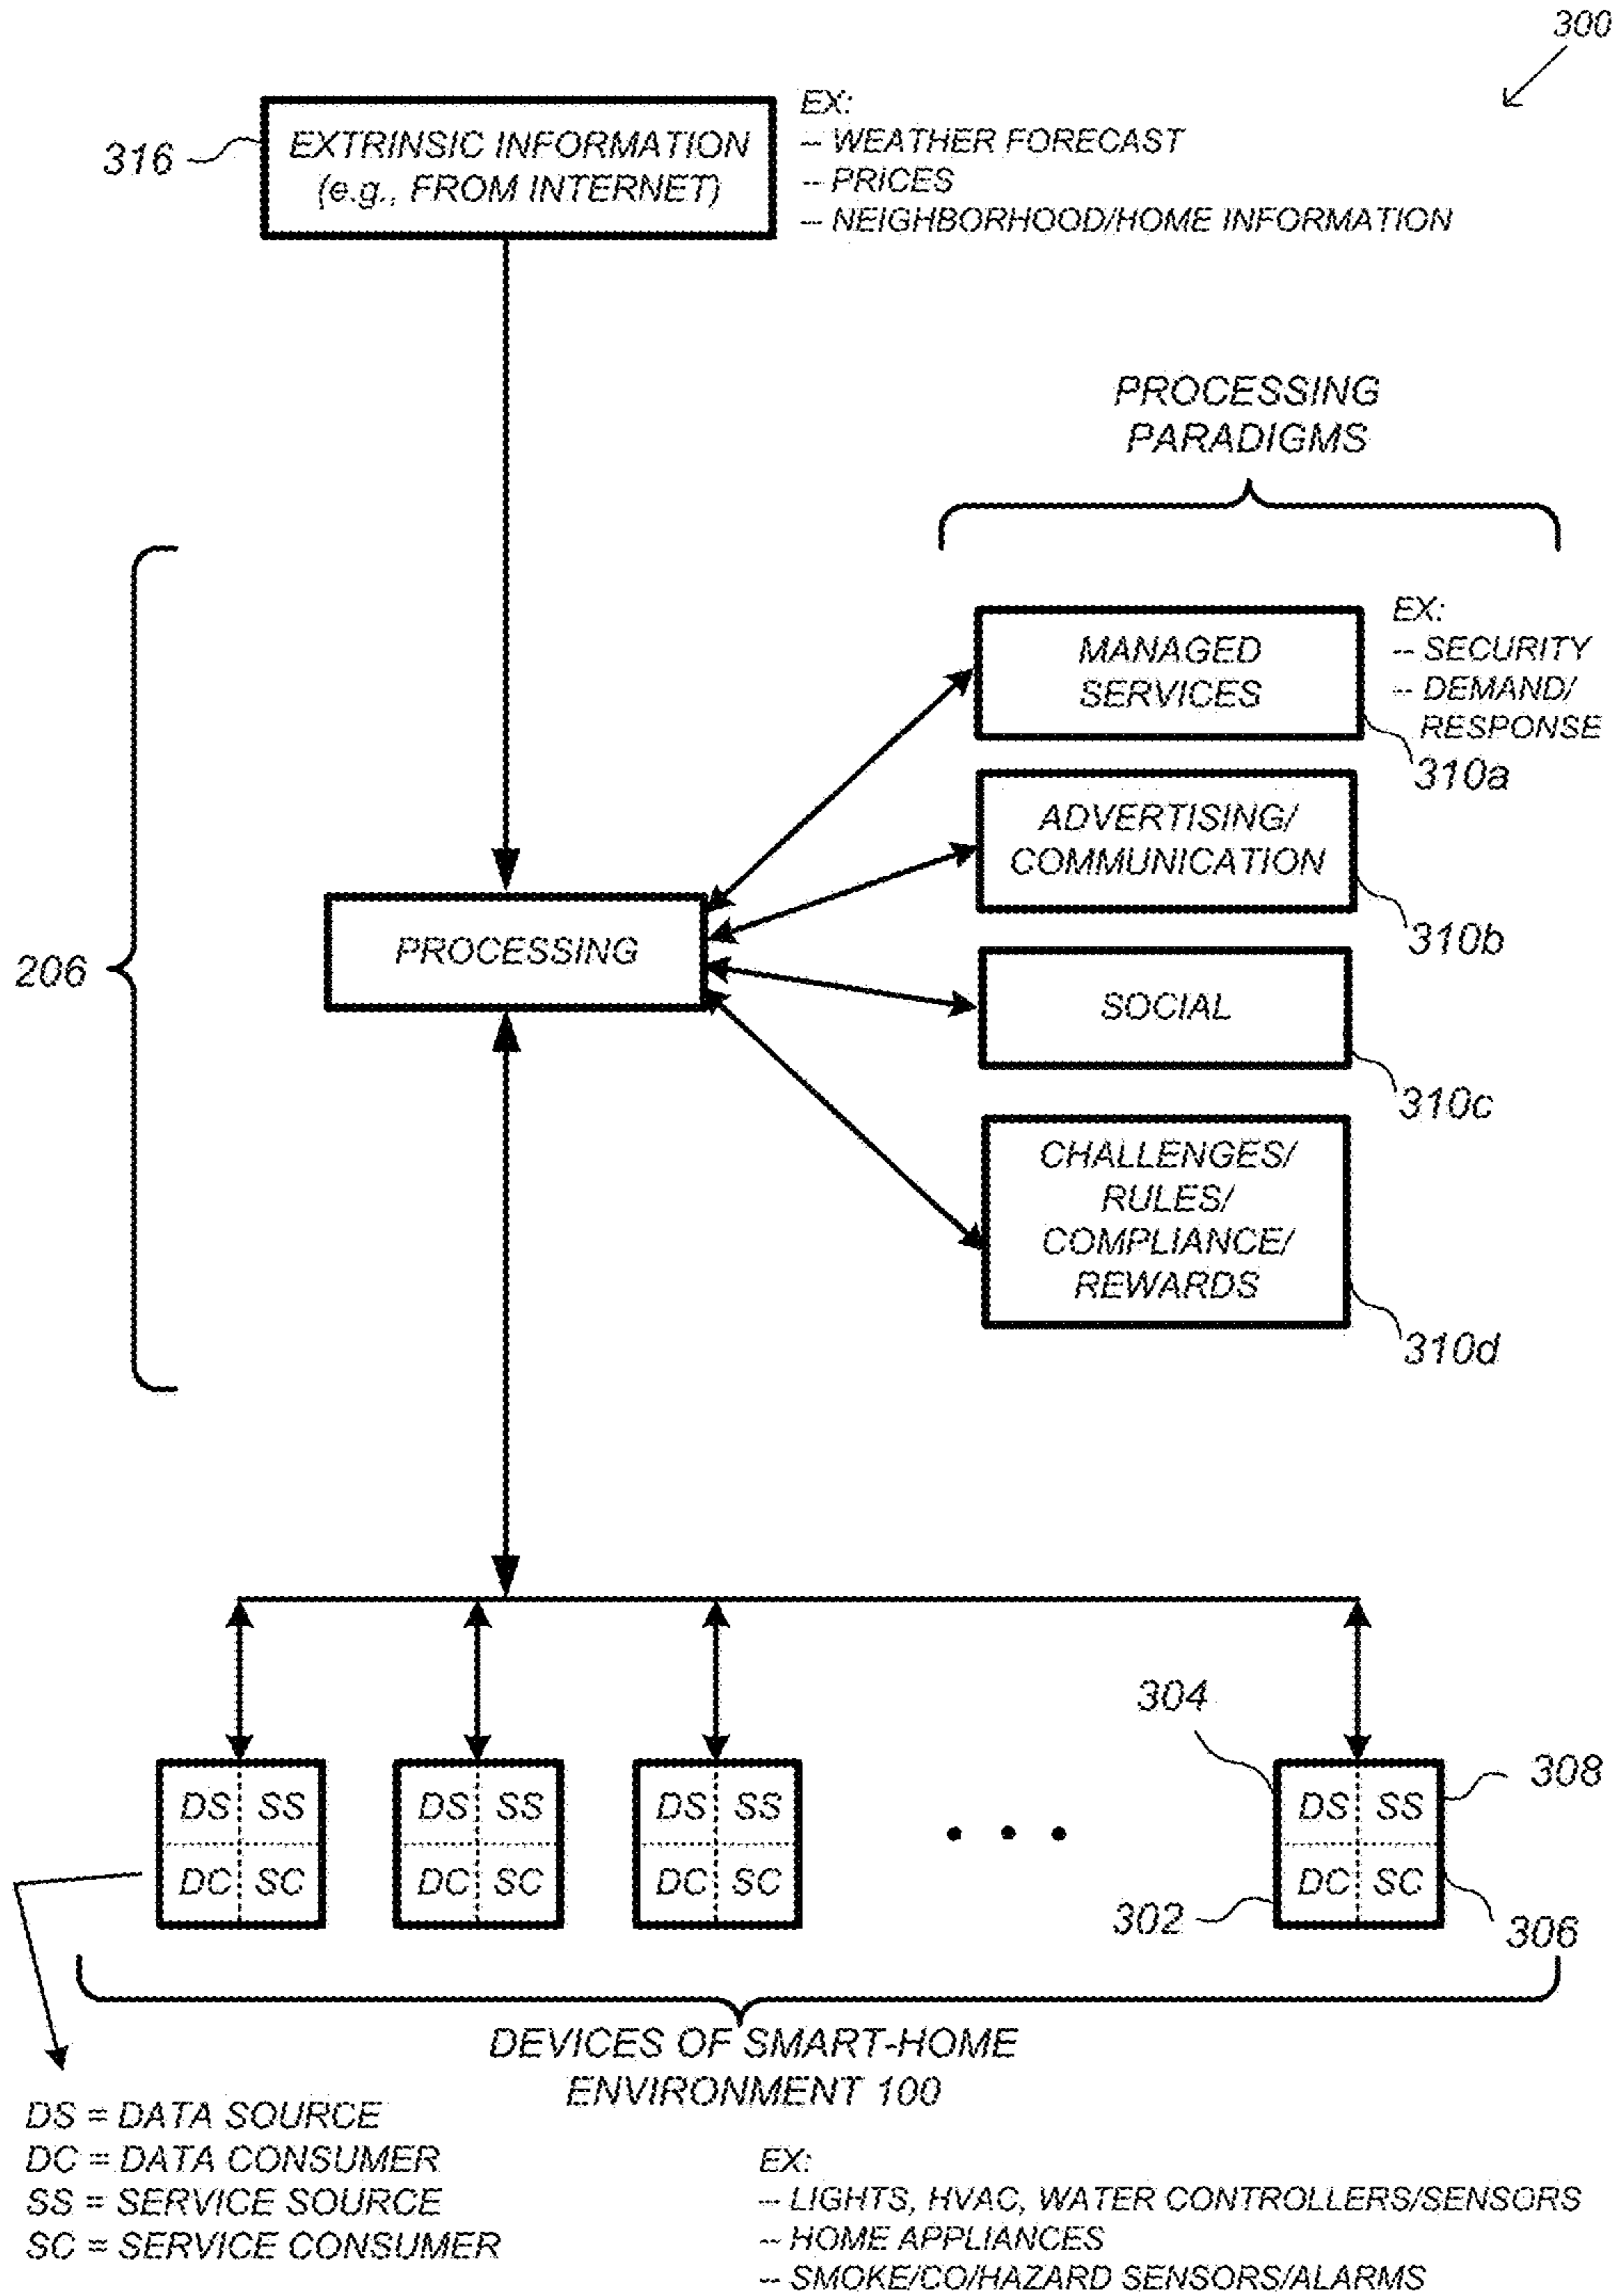 300
316
EXTRINSIC INFORMATION
(e.g., FROM INTERNET)
EX:
-- WEATHER FORECAST
-- PRICES
-- NEIGHBORHOOD/HOME INFORMATION
PROCESSING
PARADIGMS
206
PROCESSING
MANAGED
SERVICES
EX:
-- SECURITY
-- DEMAND/
RESPONSE
310a
ADVERTISING/
COMMUNICATION
310b
SOCIAL
310c
CHALLENGES/
RULES/
COMPLIANCE/
REWARDS
310d
DS SS
DC SC
DS SS
DC SC
DS SS
DC SC
304
DS SS
DC SC
308
302
306
DEVICES OF SMART-HOME
ENVIRONMENT 100
DS = DATA SOURCE
DC = DATA CONSUMER
SS = SERVICE SOURCE
SC = SERVICE CONSUMER
EX:
-- LIGHTS, HVAC, WATER CONTROLLERS/SENSORS
-- HOME APPLIANCES
-- SMOKE/CO/HAZARD SENSORS/ALARMS